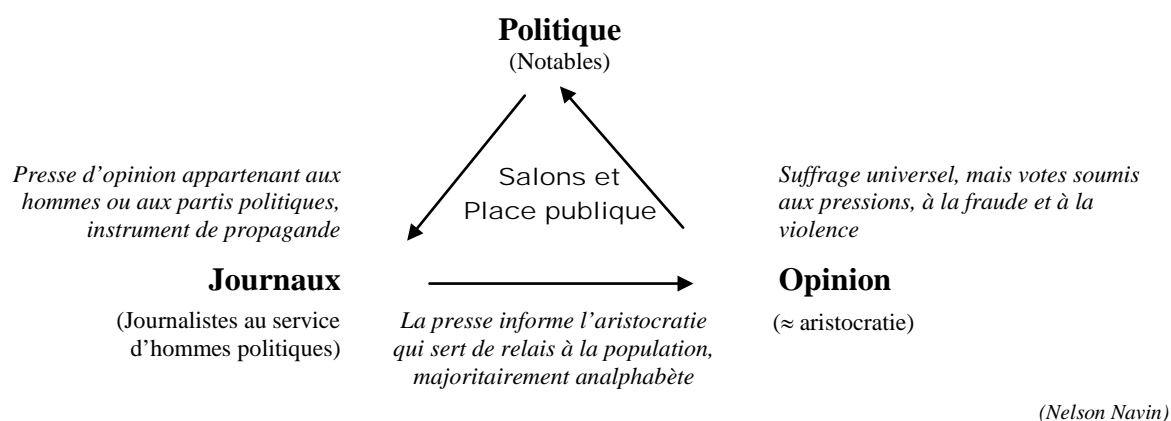 Politique
(Notables)
Presse d’opinion appartenant aux
hommes ou aux partis politiques,
instrument de propagande
Salons et
Place publique
Suffrage universel, mais votes soumis
aux pressions, à la fraude et à la
violence
Journaux
(Journalistes au service
d’hommes politiques)
La presse informe l’aristocratie
qui sert de relais à la population,
majoritairement analphabète
Opinion
(≈ aristocratie)
(Nelson Navin)